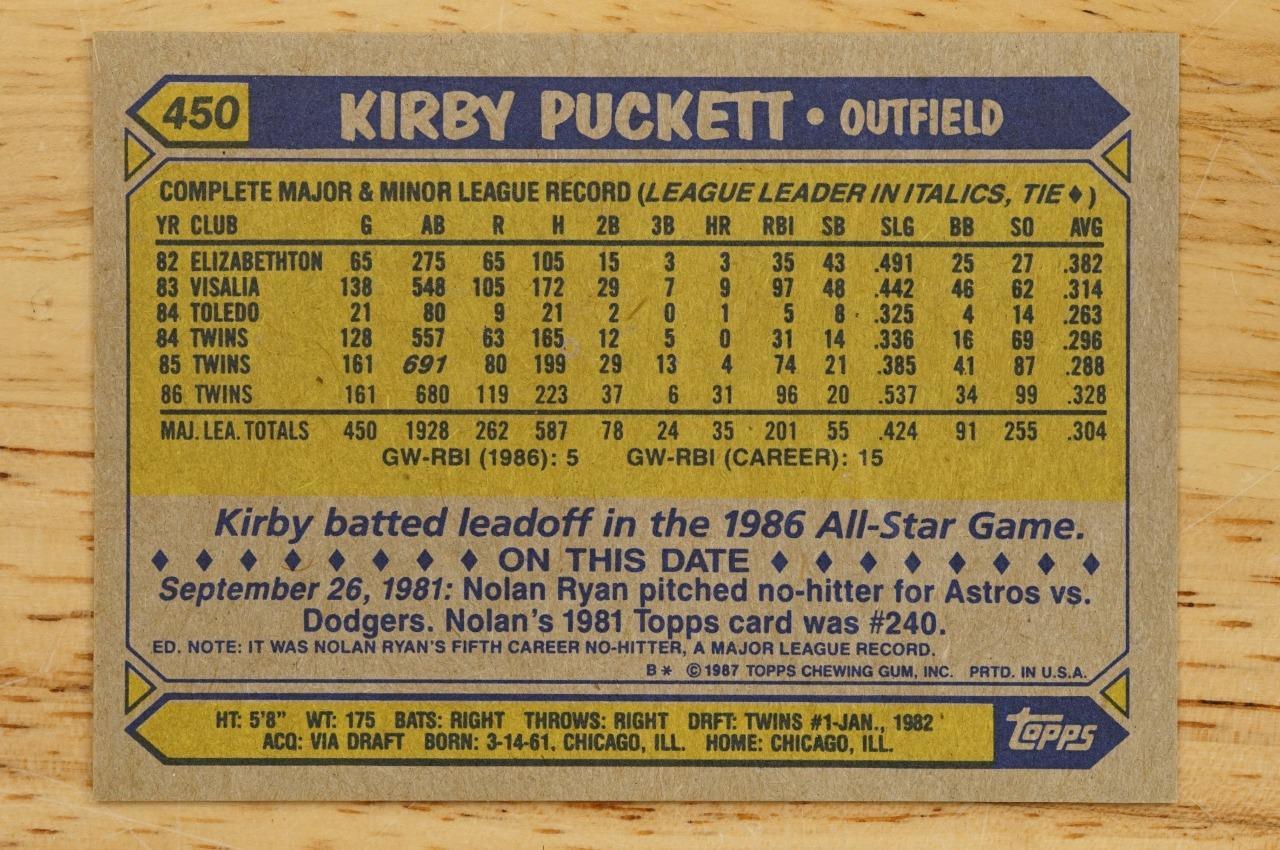 450 KIRBY PUCKETT • OUTFIELD
COMPLETE MAJOR & MINOR LEAGUE RECORD (LEAGUE LEADER IN ITALICS, TIE ♦)
YR CLUB G AB R H 2B 3B HR RBI SB SLG BB SO AVG
82 ELIZABETHTON 65 275 65 105 15 3 3 35 43 .491 25 27 .382
83 VISALIA 138 548 105 172 29 7 9 97 48 .442 46 62 .314
84 TOLEDO 21 80 9 21 2 0 1 5 8 .325 4 14 .263
84 TWINS 128 557 63 165 12 5 0 31 14 .336 16 69 .296
85 TWINS 161 691 80 199 29 13 4 74 21 .385 41 87 .288
86 TWINS 161 680 119 223 37 6 31 96 20 .537 34 99 .328
MAJ. LEA. TOTALS 450 1928 262 587 78 24 35 201 55 .424 91 255 .304
GW-RBI (1986): 5 GW-RBI (CAREER): 15
Kirby batted leadoff in the 1986 All-Star Game.
♦ ♦ ♦ ♦ ♦ ♦ ♦ ♦ ON THIS DATE ♦ ♦ ♦ ♦ ♦ ♦ ♦ ♦
September 26, 1981: Nolan Ryan pitched no-hitter for Astros vs.
Dodgers. Nolan's 1981 Topps card was #240.
ED. NOTE: IT WAS NOLAN RYAN'S FIFTH CAREER NO-HITTER, A MAJOR LEAGUE RECORD.
B* © 1987 TOPPS CHEWING GUM, INC. PRTD. IN U.S.A.
HT: 5'8" WT: 175 BATS: RIGHT THROWS: RIGHT DRFT: TWINS #1-JAN., 1982
ACQ: VIA DRAFT BORN: 3-14-61, CHICAGO, ILL. HOME: CHICAGO, ILL.
topps